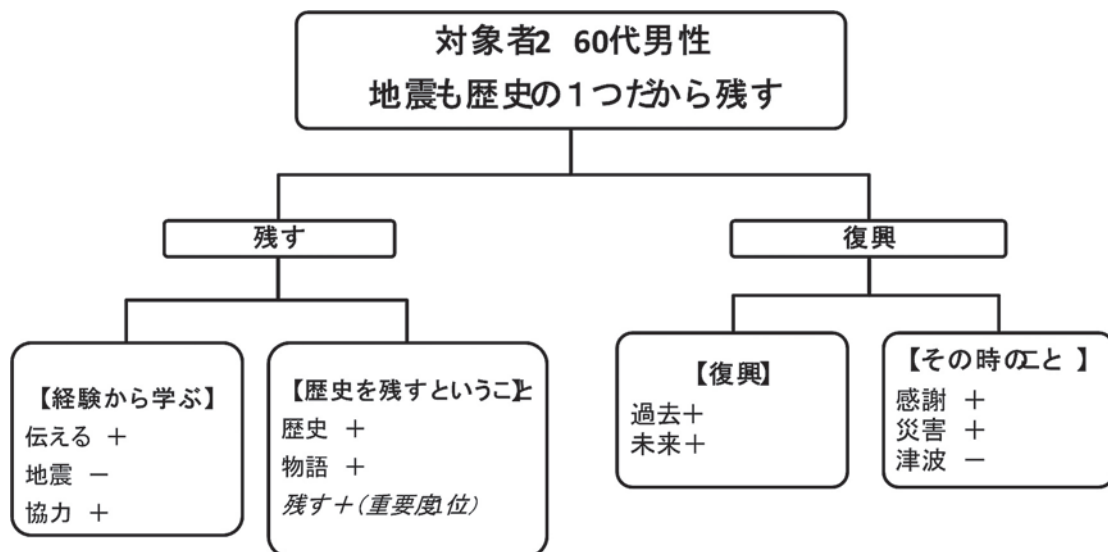 対象者2 60代男性
地震も歴史の１つだから残す
残す
復興
【経験から学ぶ】
伝える ＋
地震 －
協力 ＋
【歴史を残すということ】
歴史 ＋
物語 ＋
残す＋（重要度1位）
【復興】
過去＋
未来＋
【その時のこと 】
感謝 ＋
災害 ＋
津波 －